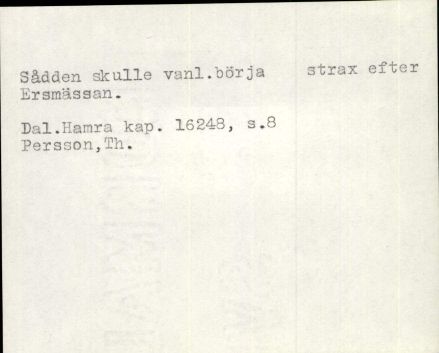 Sådden skulle vanl.börja strax efter
Ersmässan.
Dal.Hamra kap. 16248, s.8
Persson,Th.